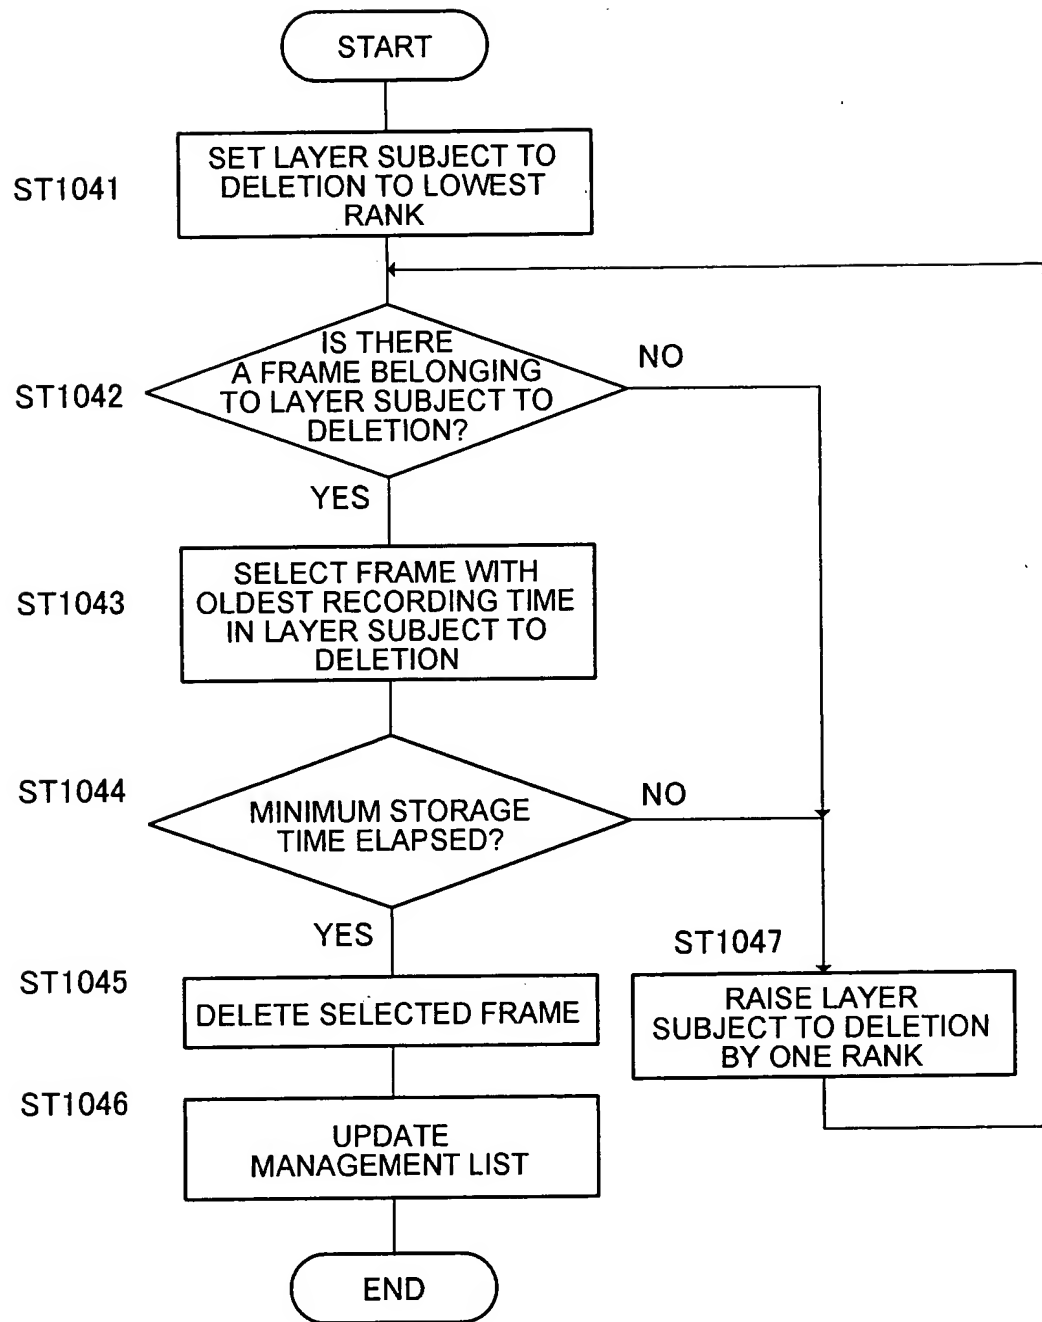 START
ST1041
SET LAYER SUBJECT TO
DELETION TO LOWEST
RANK
ST1042
IS THERE
A FRAME BELONGING
TO LAYER SUBJECT TO
DELETION?
NO
YES
ST1043
SELECT FRAME WITH
OLDEST RECORDING TIME
IN LAYER SUBJECT TO
DELETION
ST1044
MINIMUM STORAGE
TIME ELAPSED?
NO
YES
ST1045
DELETE SELECTED FRAME
ST1047
RAISE LAYER
SUBJECT TO DELETION
BY ONE RANK
ST1046
UPDATE
MANAGEMENT LIST
END